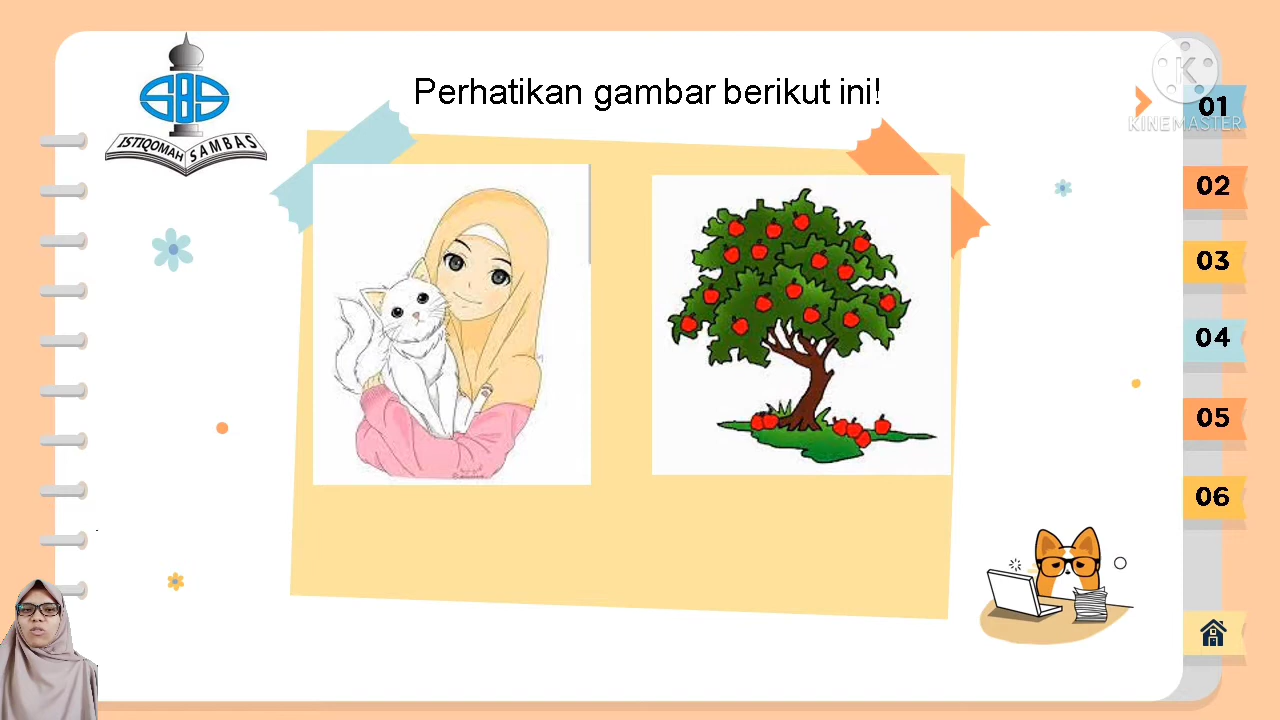 Perhatikan gambar berikut ini!
SBS
ISTIQOMAH SAMBAS
K
KINEMASTER
01
02
03
04
05
06